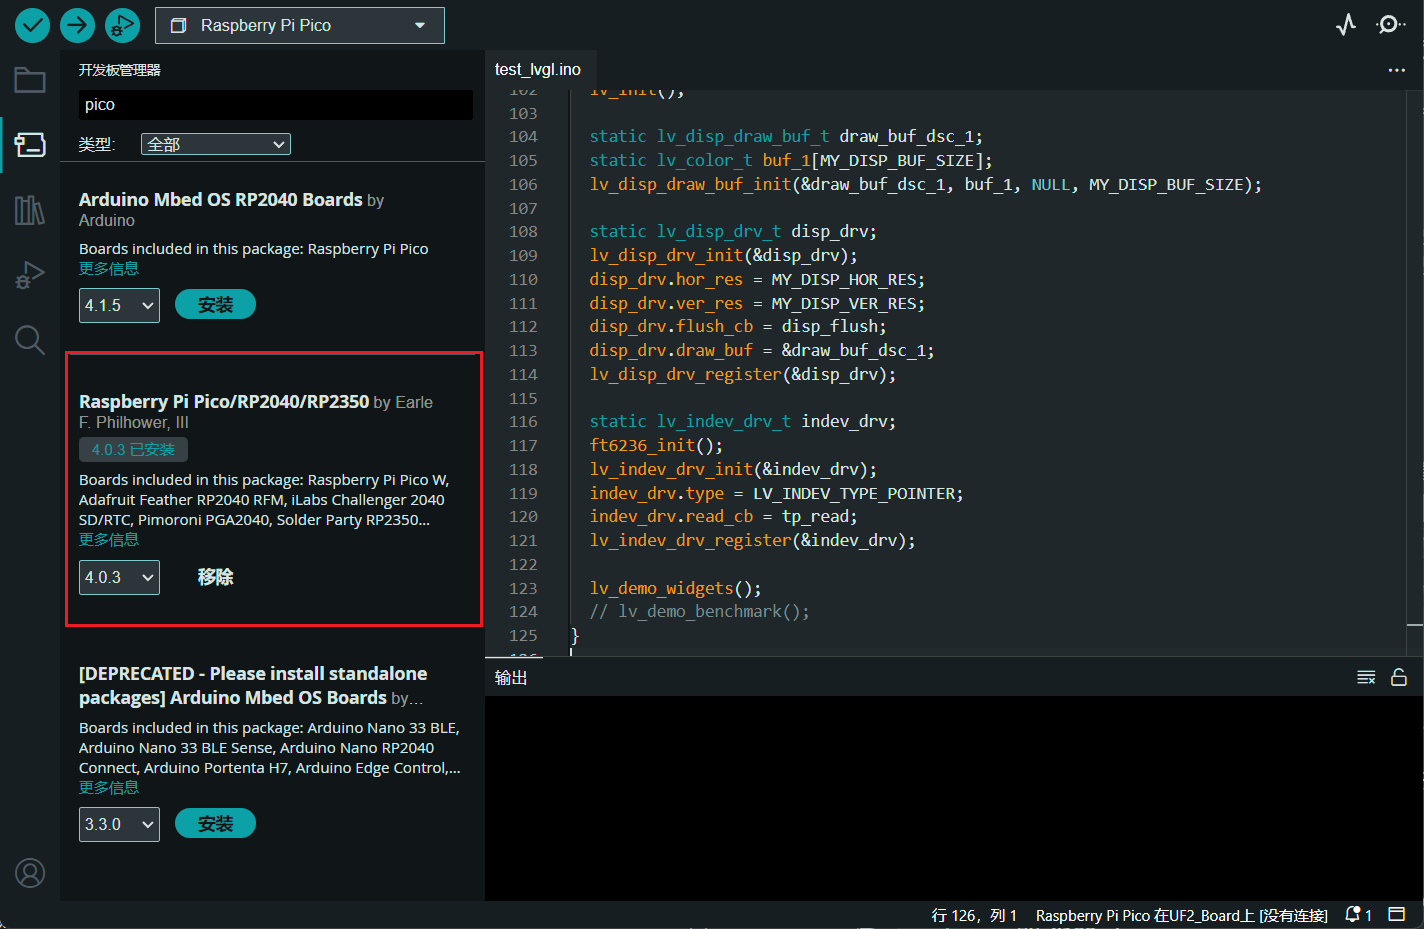 Raspberry Pi Pico
开发板管理器
pico
类型:
全部
Arduino Mbed OS RP2040 Boards by
Arduino
Boards included in this package: Raspberry Pi Pico
更多信息
4.1.5
安装
Raspberry Pi Pico/RP2040/RP2350 by Earle
F. Philhower, III
4.0.3 已安装
Boards included in this package: Raspberry Pi Pico W,
Adafruit Feather RP2040 RFM, iLabs Challenger 2040
SD/RTC, Pimoroni PGA2040, Solder Party RP2350...
更多信息
4.0.3
移除
[DEPRECATED - Please install standalone
packages] Arduino Mbed OS Boards by...
Boards included in this package: Arduino Nano 33 BLE,
Arduino Nano 33 BLE Sense, Arduino Nano RP2040
Connect, Arduino Portenta H7, Arduino Edge Control,...
更多信息
3.3.0
安装
test_lvgl.ino
102 lv_init();
103
104 static lv_disp_draw_buf_t draw_buf_dsc_1;
105 static lv_color_t buf_1[MY_DISP_BUF_SIZE];
106 lv_disp_draw_buf_init(&draw_buf_dsc_1, buf_1, NULL, MY_DISP_BUF_SIZE);
107
108 static lv_disp_drv_t disp_drv;
109 lv_disp_drv_init(&disp_drv);
110 disp_drv.hor_res = MY_DISP_HOR_RES;
111 disp_drv.ver_res = MY_DISP_VER_RES;
112 disp_drv.flush_cb = disp_flush;
113 disp_drv.draw_buf = &draw_buf_dsc_1;
114 lv_disp_drv_register(&disp_drv);
115
116 static lv_indev_drv_t indev_drv;
117 ft6236_init();
118 lv_indev_drv_init(&indev_drv);
119 indev_drv.type = LV_INDEV_TYPE_POINTER;
120 indev_drv.read_cb = tp_read;
121 lv_indev_drv_register(&indev_drv);
122
123 lv_demo_widgets();
124 // lv_demo_benchmark();
125 }
126
输出
行 126，列 1 Raspberry Pi Pico 在UF2_Board上 [没有连接] 1